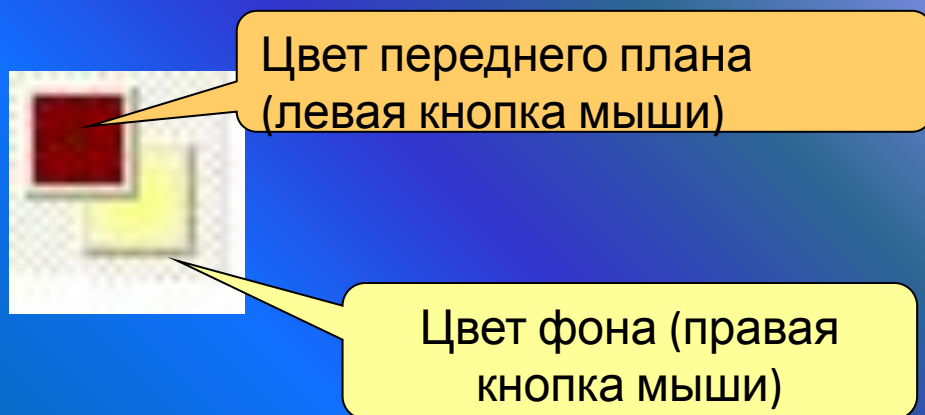 Цвет переднего плана
(левая кнопка мыши)
Цвет фона (правая
кнопка мыши)